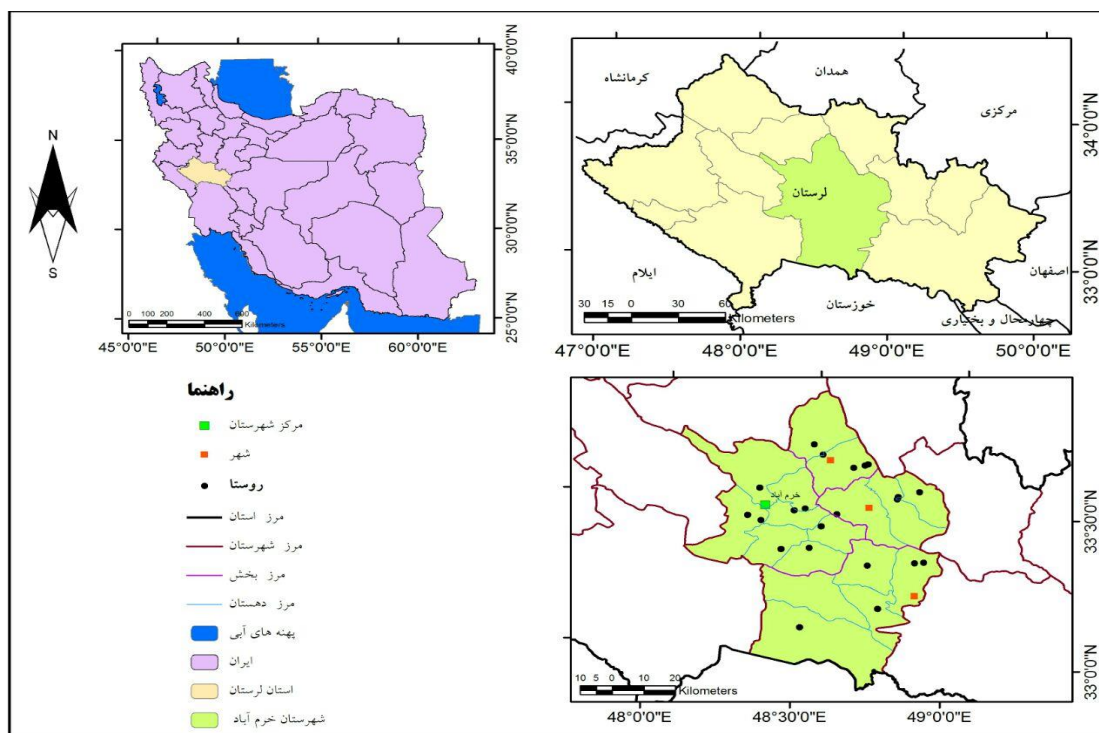 40°0'0"N
35°0'0"N
30°0'0"N
25°0'0"N
N
S
0 100 200 400 600
Kilometers
45°0'0"E 50°0'0"E 55°0'0"E 60°0'0"E
کرمانشاه
همدان
مرکزی
لرستان
ایلام
خوزستان
اصفهان
چهارمحال و بختیاری
34°0'0"N
33°0'0"N
30 15 0 30 60
Kilometers
47°0'0"E 48°0'0"E 49°0'0"E 50°0'0"E
راهنما
مرکز شهرستان
شهر
روستا
مرز استان
مرز شهرستان
مرز بخش
مرز دهستان
پهنه های آبی
ایران
استان لرستان
شهرستان خرم آباد
خرم آباد
33°30'0"N
33°0'0"N
10 5 0 10 20
Kilometers
48°0'0"E 48°30'0"E 49°0'0"E